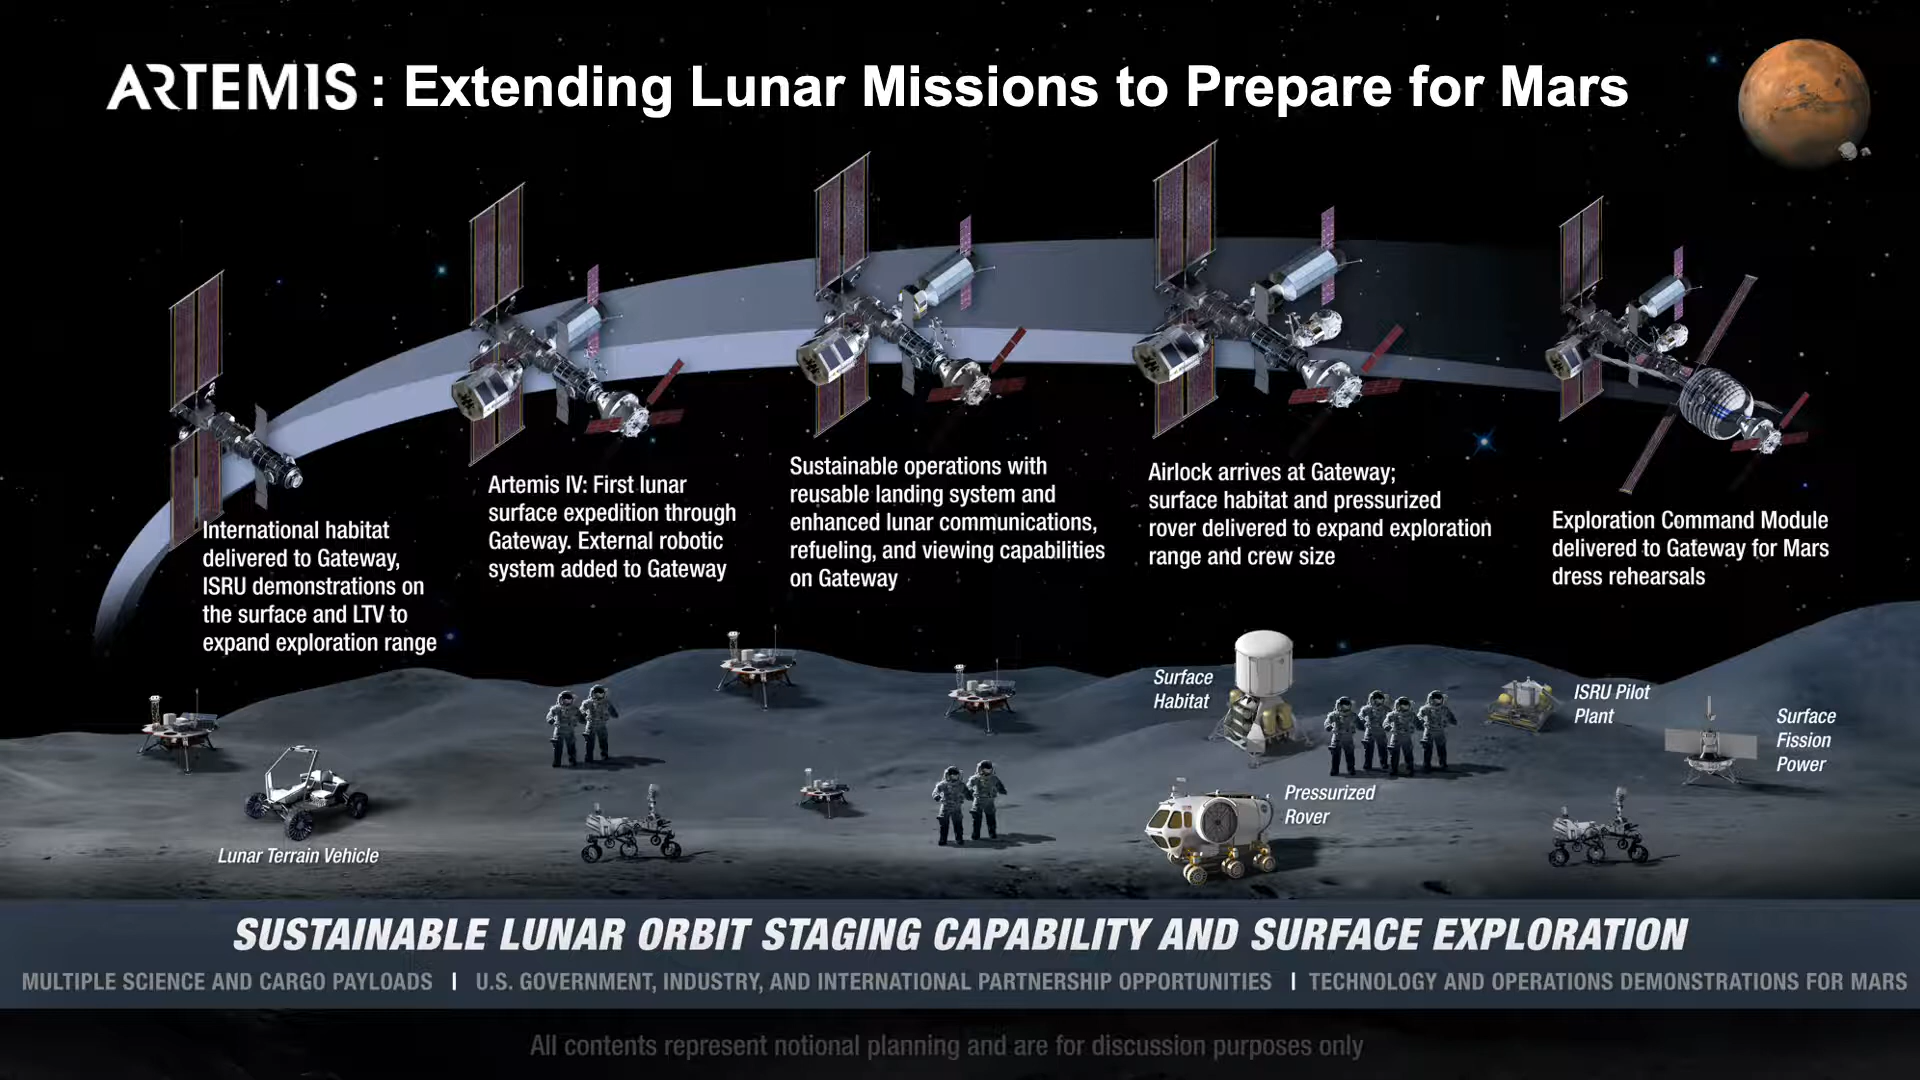 ARTEMIS : Extending Lunar Missions to Prepare for Mars
International habitat
delivered to Gateway,
ISRU demonstrations on
the surface and LTV to
expand exploration range
Artemis IV: First lunar
surface expedition through
Gateway. External robotic
system added to Gateway
Sustainable operations with
reusable landing system and
enhanced lunar communications,
refueling, and viewing capabilities
on Gateway
Airlock arrives at Gateway;
surface habitat and pressurized
rover delivered to expand exploration
range and crew size
Exploration Command Module
delivered to Gateway for Mars
dress rehearsals
Lunar Terrain Vehicle
Surface
Habitat
Pressurized
Rover
ISRU Pilot
Plant
Surface
Fission
Power
SUSTAINABLE LUNAR ORBIT STAGING CAPABILITY AND SURFACE EXPLORATION
MULTIPLE SCIENCE AND CARGO PAYLOADS | U.S. GOVERNMENT, INDUSTRY, AND INTERNATIONAL PARTNERSHIP OPPORTUNITIES | TECHNOLOGY AND OPERATIONS DEMONSTRATIONS FOR MARS
All contents represent notional planning and are for discussion purposes only